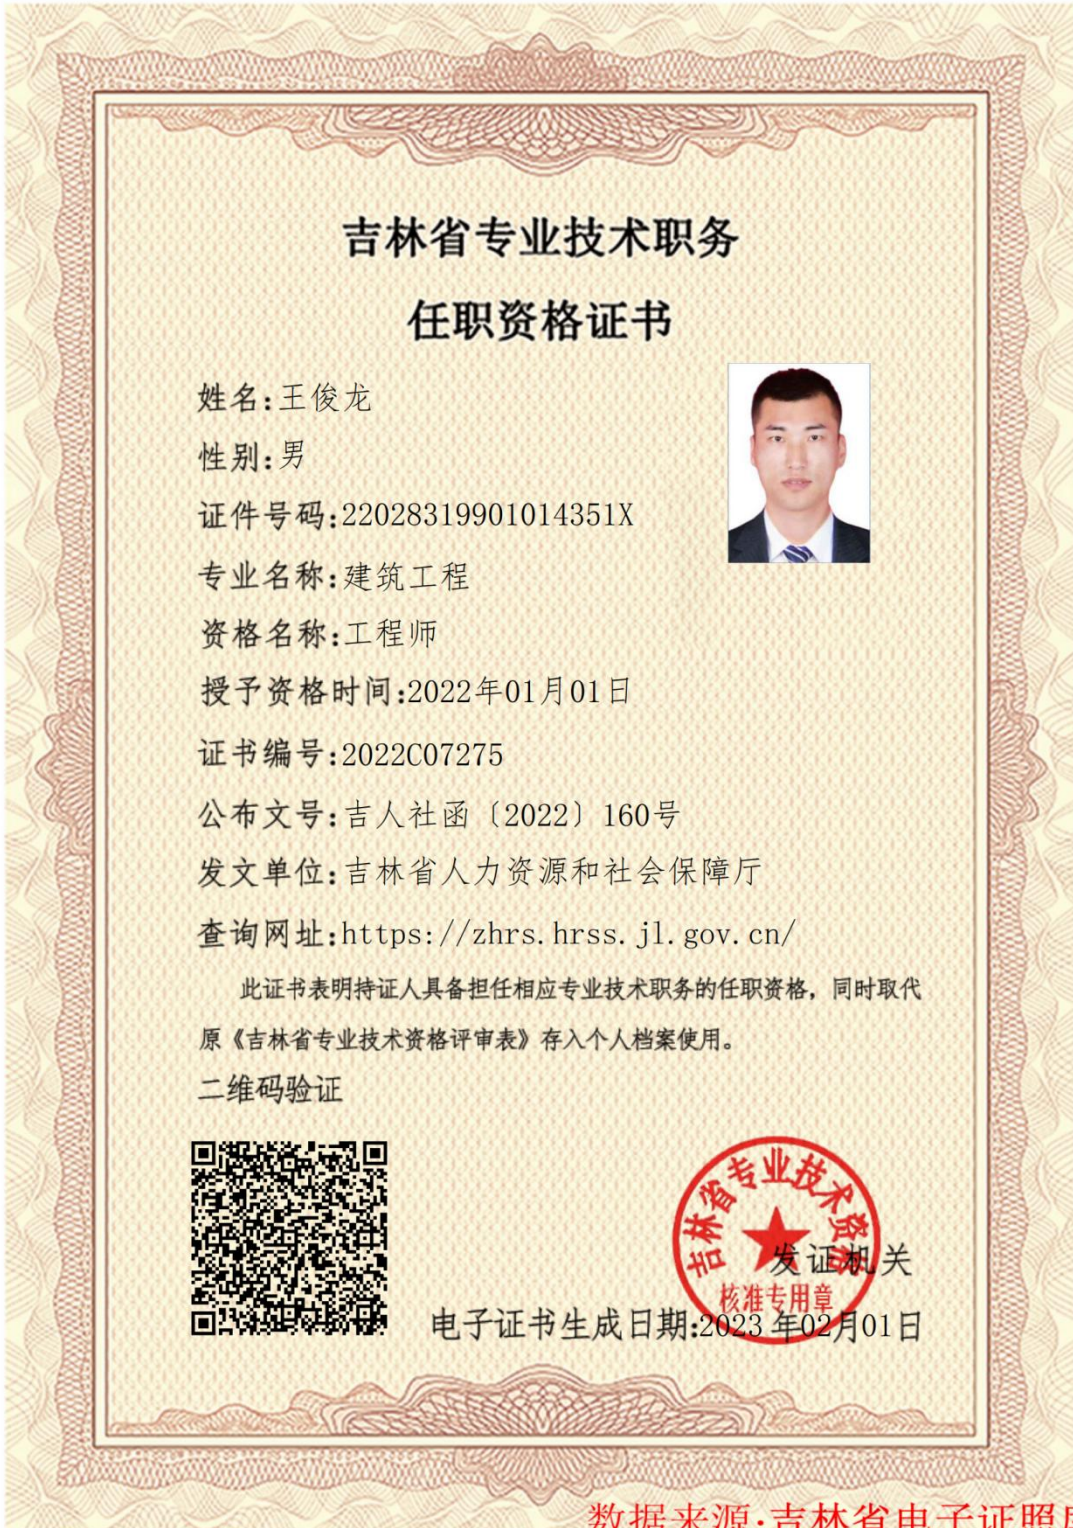 吉林省专业技术职务
任职资格证书
姓名:王俊龙
性别:男
证件号码:22028319901014351X
专业名称:建筑工程
资格名称:工程师
授予资格时间:2022年01月01日
证书编号:2022C07275
公布文号:吉人社函〔2022〕160号
发文单位:吉林省人力资源和社会保障厅
查询网址:https://zhrs.hrss.jl.gov.cn/
此证书表明持证人具备担任相应专业技术职务的任职资格，同时取代
原《吉林省专业技术资格评审表》存入个人档案使用。
二维码验证
吉林省专业技术资格
发证机关
核准专用章
电子证书生成日期:2023年02月01日
数据来源:吉林省电子证照库